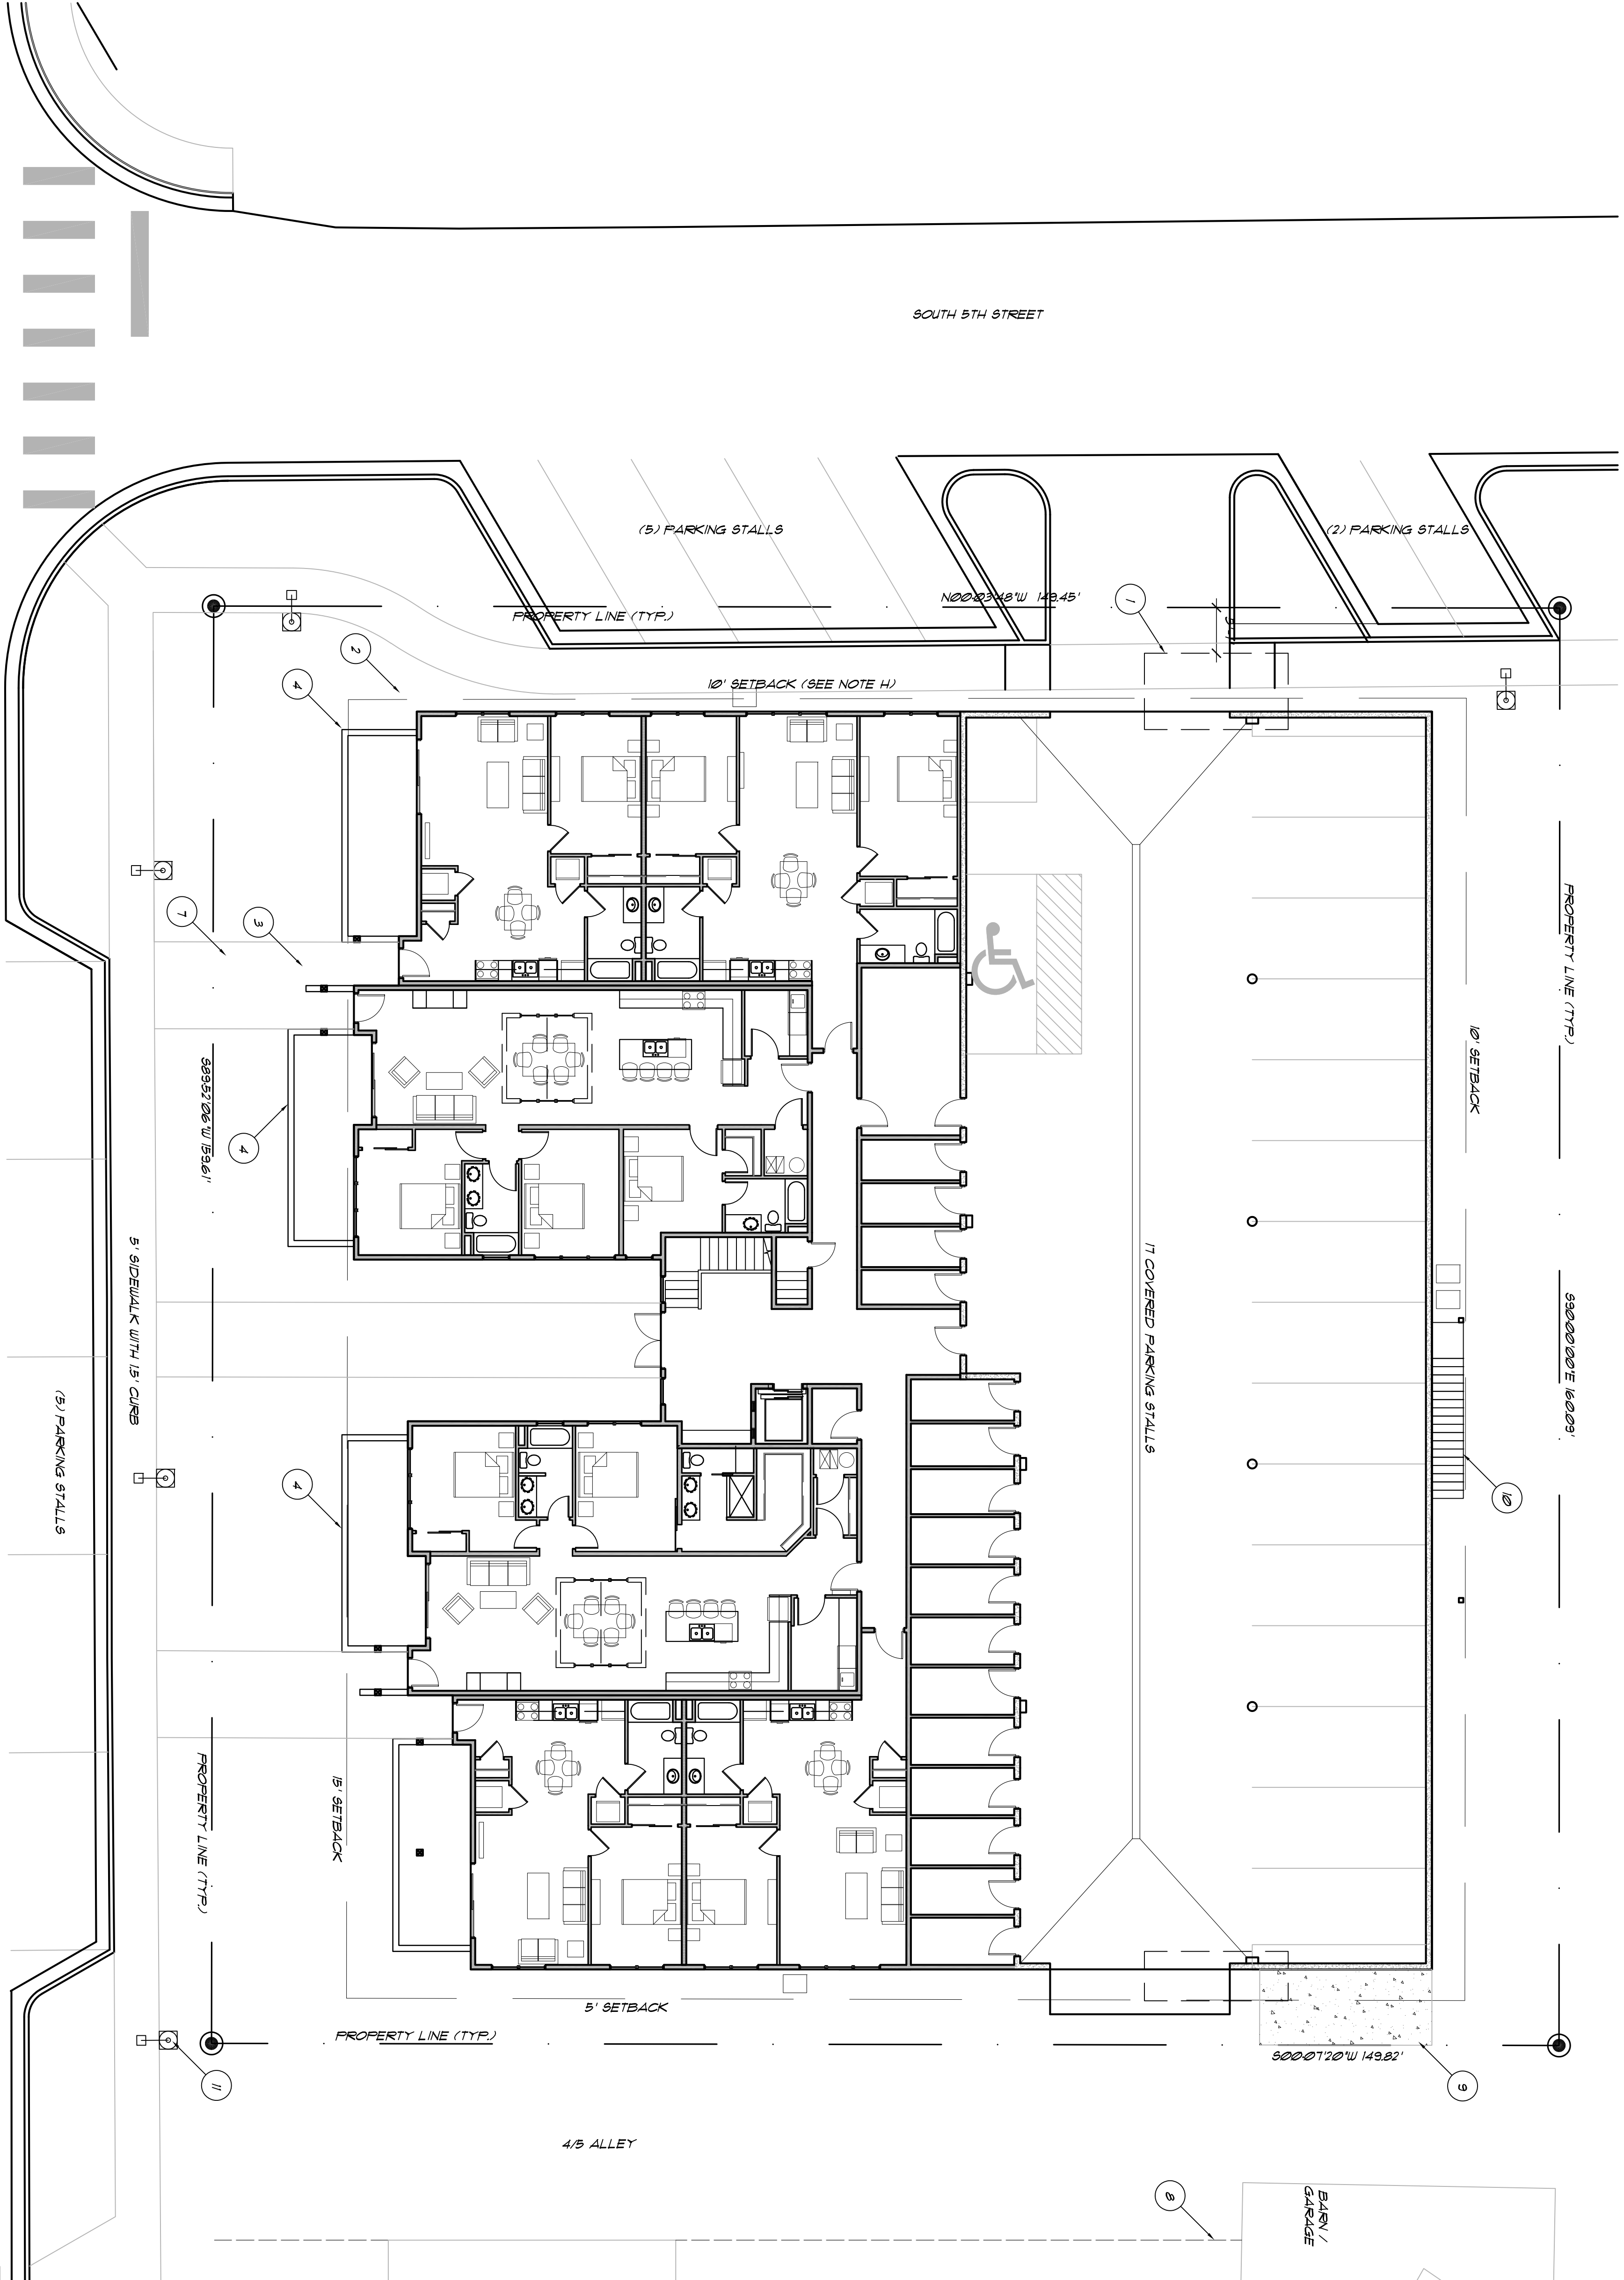 SOUTH 5TH STREET
(5) PARKING STALLS
(2) PARKING STALLS
N00-03'48"W 149.45'
PROPERTY LINE (TYP.)
1
2
4
10' SETBACK (SEE NOTE H)
7
3
PROPERTY LINE (TYP.)
10' SETBACK
S89-52'06"W 159.61'
4
5' SIDEWALK WITH 1.5' CURB
17 COVERED PARKING STALLS
S90-00'00"E 160.09'
(5) PARKING STALLS
4
10
PROPERTY LINE (TYP.)
15' SETBACK
5' SETBACK
PROPERTY LINE (TYP.)
S00-07'20"W 149.82'
11
9
4/5 ALLEY
8
BARN /
GARAGE